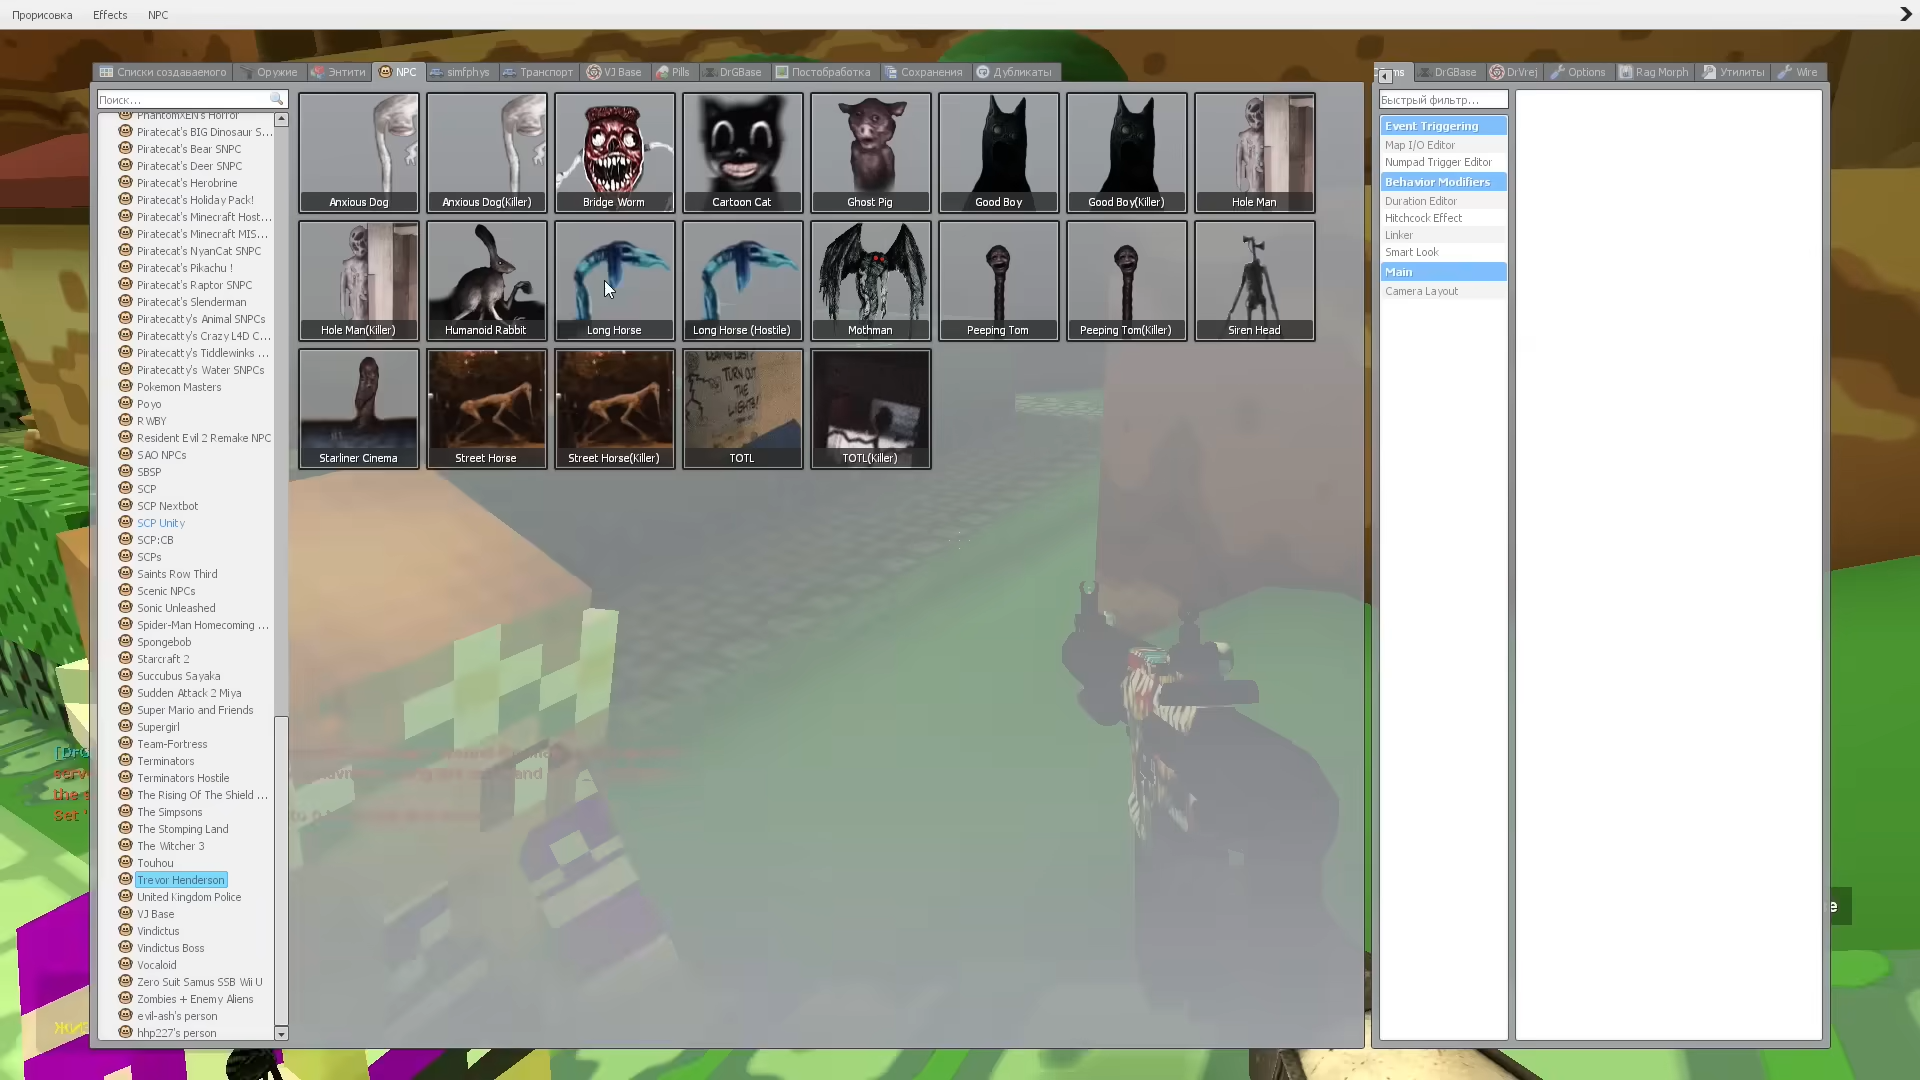 Прорисовка Effects NPC
Списки создаваемого Оружие Энтити NPC simfphys Транспорт VJ Base Pills DrGBase Постобработка Сохранения Дубликаты
DrGBase DrVrej Options Rag Morph Утилиты Wire
Поиск...
PhantomXEN's Horror
Piratecat's BIG Dinosaur S...
Piratecat's Bear SNPC
Piratecat's Deer SNPC
Piratecat's Herobrine
Piratecat's Holiday Pack!
Piratecat's Minecraft Host...
Piratecat's Minecraft MIS...
Piratecat's NyanCat SNPC
Piratecat's Pikachu !
Piratecat's Raptor SNPC
Piratecat's Slenderman
Piratecatty's Animal SNPCs
Piratecatty's Crazy L4D C...
Piratecatty's Tiddlewinks ...
Piratecatty's Water SNPCs
Pokemon Masters
Poyo
RWBY
Resident Evil 2 Remake NPC
SAO NPCs
SBSP
SCP
SCP Nextbot
SCP Unity
SCP:CB
SCPs
Saints Row Third
Scenic NPCs
Sonic Unleashed
Spider-Man Homecoming ...
Spongebob
Starcraft 2
Succubus Sayaka
Sudden Attack 2 Miya
Super Mario and Friends
Supergirl
Team-Fortress
Terminators
Terminators Hostile
The Rising Of The Shield ...
The Simpsons
The Stomping Land
The Witcher 3
Touhou
Trevor Henderson
United Kingdom Police
VJ Base
Vindictus
Vindictus Boss
Vocaloid
Zero Suit Samus SSB Wii U
Zombies + Enemy Aliens
evil-ash's person
hhp227's person
Anxious Dog
Anxious Dog(Killer)
Bridge Worm
Cartoon Cat
Ghost Pig
Good Boy
Good Boy(Killer)
Hole Man
Hole Man(Killer)
Humanoid Rabbit
Long Horse
Long Horse (Hostile)
Mothman
Peeping Tom
Peeping Tom(Killer)
Siren Head
Starliner Cinema
Street Horse
Street Horse(Killer)
TURN OUT
THE
LIGHTS!
TOTL
TOTL(Killer)
Быстрый фильтр...
Event Triggering
Map I/O Editor
Numpad Trigger Editor
Behavior Modifiers
Duration Editor
Hitchcock Effect
Linker
Smart Look
Main
Camera Layout
the s
Set '